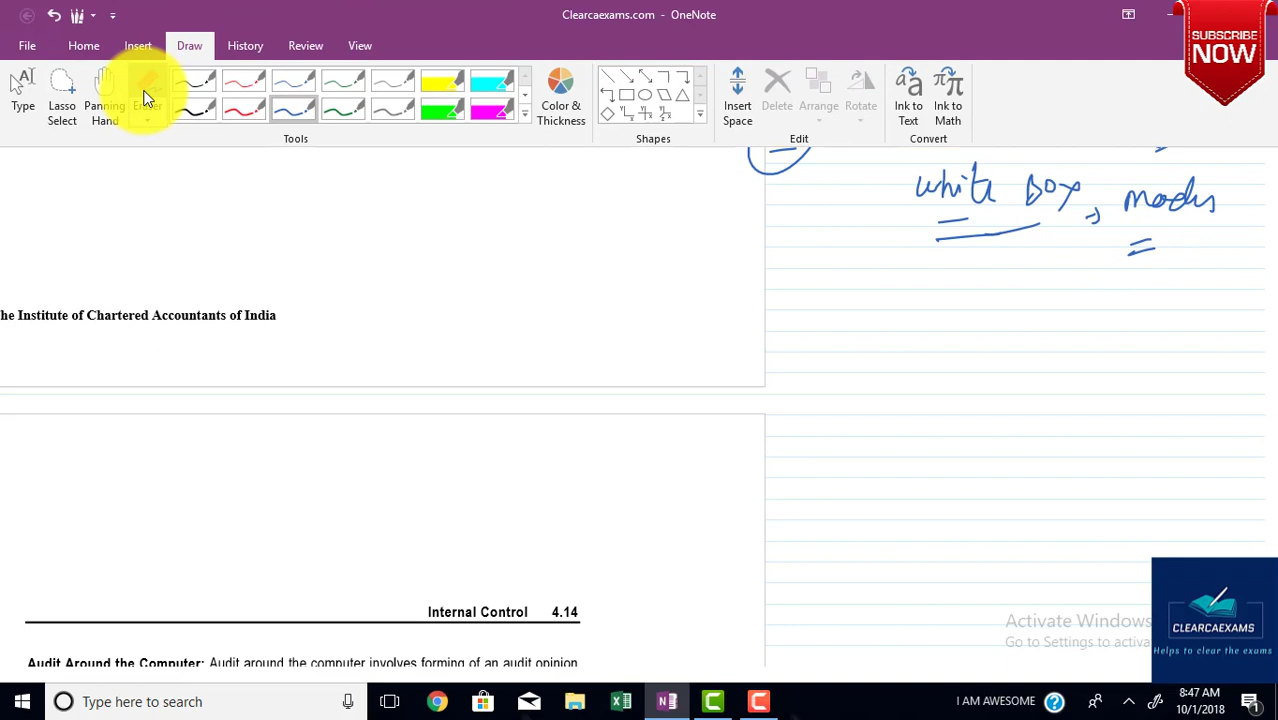 Clearcaexams.com - OneNote
SUBSCRIBE
NOW
File Home Insert Draw History Review View
Type
Lasso Select
Panning Hand
Eraser
Color & Thickness
Insert Space
Delete
Arrange
Rotate
Ink to Text
Ink to Math
Tools
Shapes
Edit
Convert
white Box,
he Institute of Chartered Accountants of India
Internal Control 4.14
Audit Around the Computer: Audit around the computer involves forming of an audit opinion
Activate Windows
Go to Settings to activa
CLEARCAEXAMS
Helps to clear the exams
Type here to search
I AM AWESOME
8:47 AM
10/1/2018